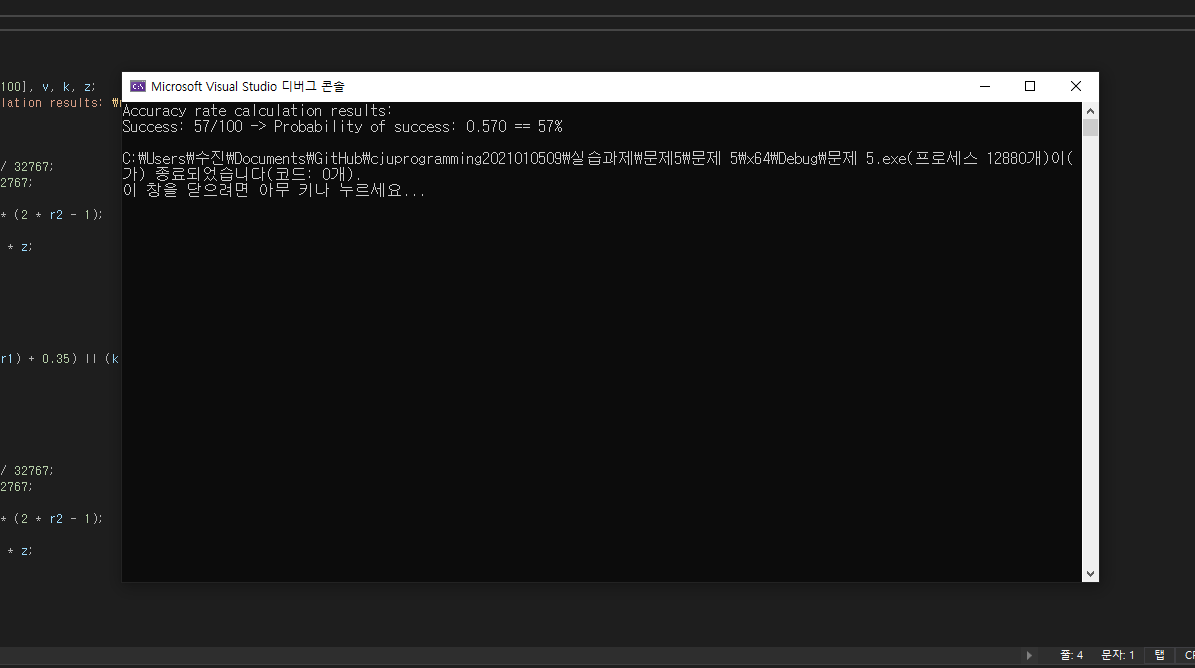 Microsoft Visual Studio 디버그 콘솔
100], v, k, z;
lation results: ₩
Accuracy rate calculation results:
Success: 57/100 -> Probability of success: 0.570 == 57%
C:₩Users₩수진₩Documents₩GitHub₩cjuprogramming2021010509₩실습과제₩문제5₩문제 5₩x64₩Debug₩문제 5.exe(프로세스 12880개)이(
가) 종료되었습니다(코드: 0개).
이 창을 닫으려면 아무 키나 누르세요...
/ 32767;
2767;
* (2 * r2 - 1);
* z;
r1) + 0.35) || (k
/ 32767;
2767;
* (2 * r2 - 1);
* z;
줄: 4 문자: 1 탭 CR